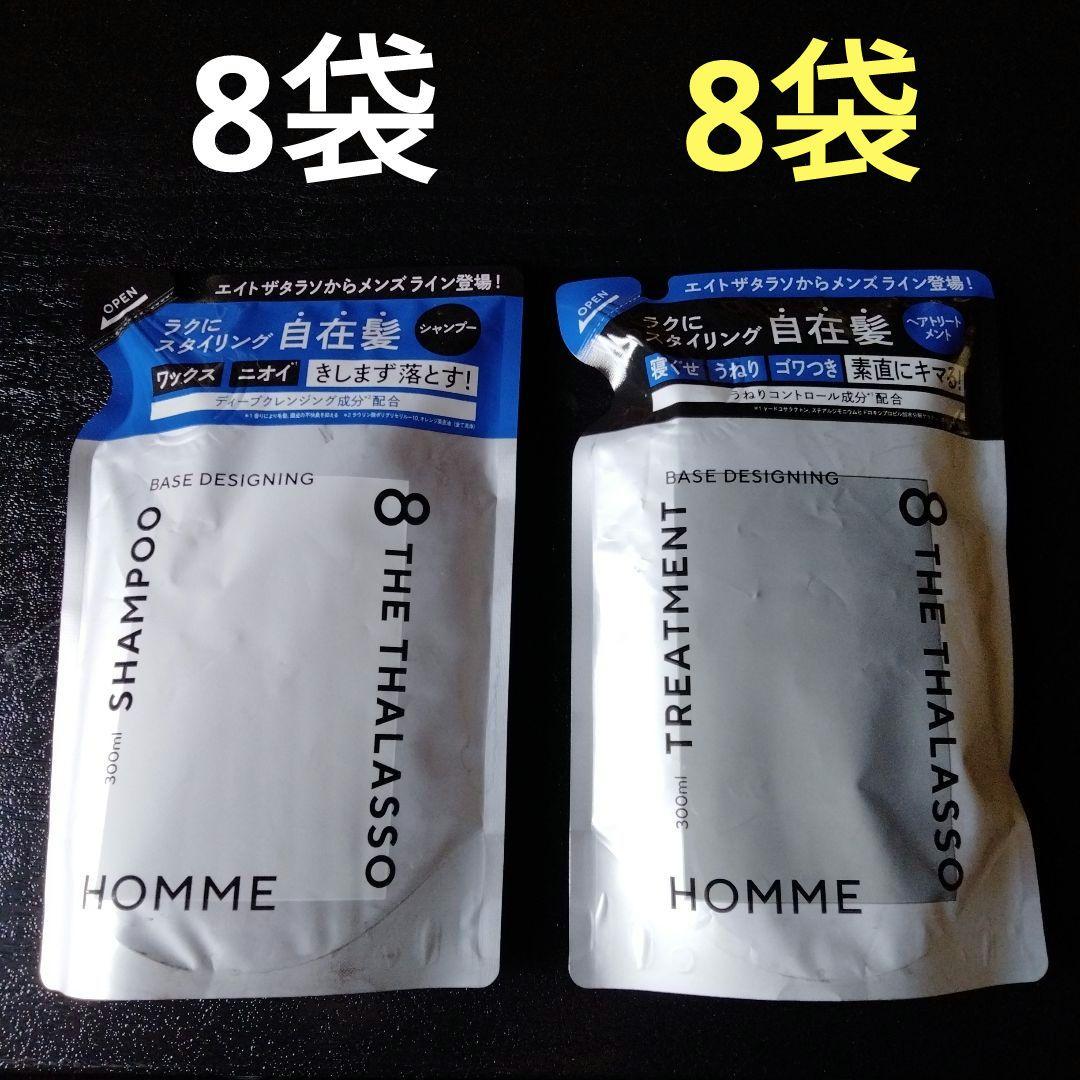 8袋
8袋
OPEN
エイトザタラソからメンズライン登場！
ラクに
スタイリング
自在髪
シャンプー
ワックス ニオイ きしまず落とす！
ディープクレンジング成分*²配合
BASE DESIGNING
300ml SHAMPOO
8 THE THALASSO
HOMME
OPEN
エイトザタラソからメンズライン登場！
ラクに
スタイリング
自在髪
ヘアトリート
メント
寝ぐせ うねり ゴワつき 素直にキマる！
うねりコントロール成分*¹配合
BASE DESIGNING
300ml TREATMENT
8 THE THALASSO
HOMME